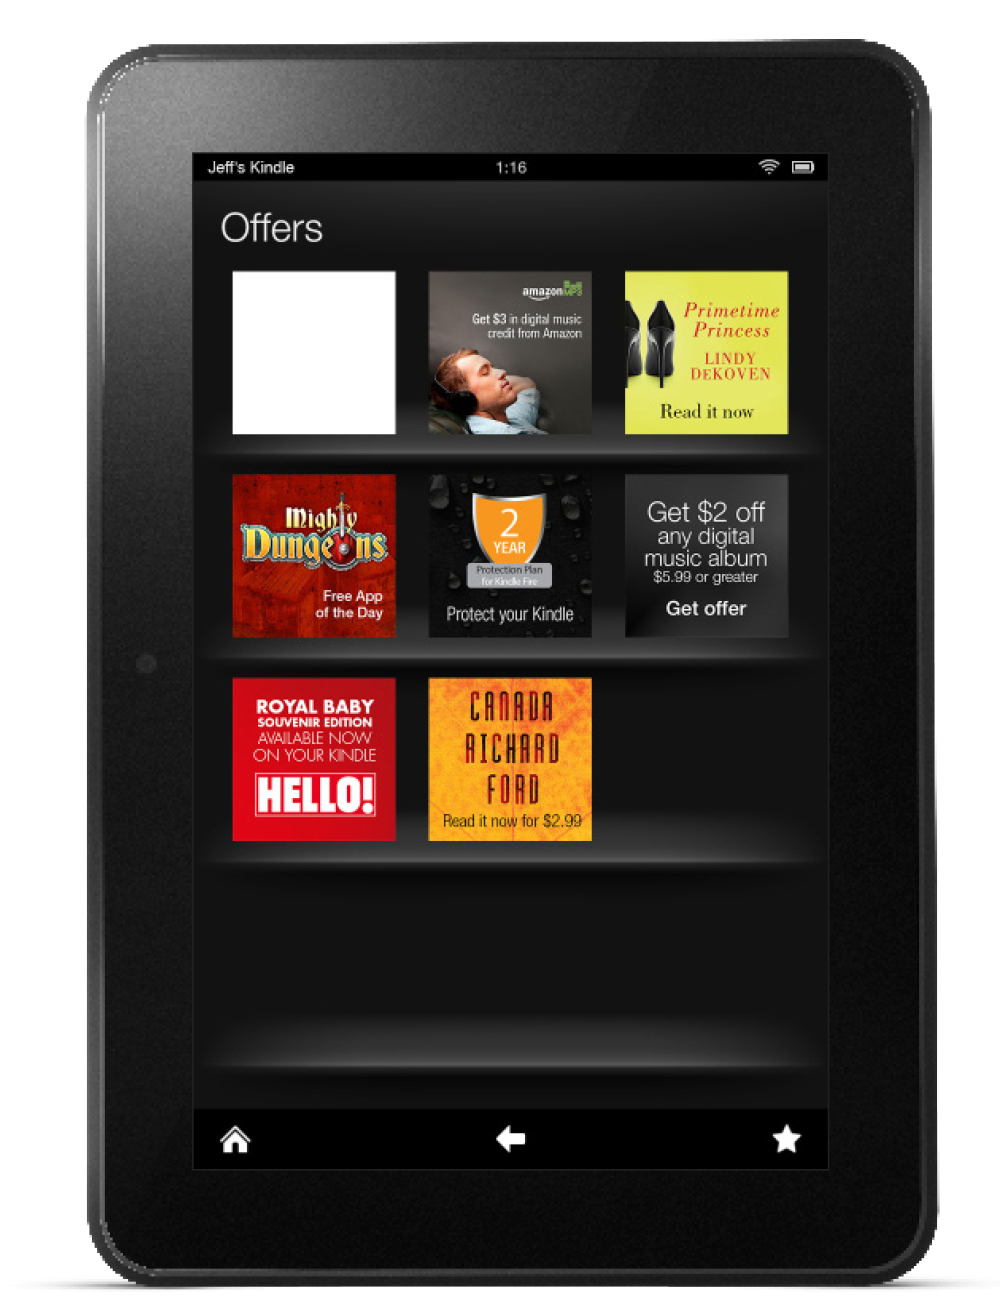 Jeff's Kindle
1:16
Offers
amazonMP3
Get $3 in digital music
credit from Amazon
Primetime
Princess
LINDY
DEKOVEN
Read it now
Mighty
Dungeons
Free App
of the Day
2
YEAR
Protection Plan
for Kindle Fire
Protect your Kindle
Get $2 off
any digital
music album
$5.99 or greater
Get offer
ROYAL BABY
SOUVENIR EDITION
AVAILABLE NOW
ON YOUR KINDLE
HELLO!
CANADA
RICHARD
FORD
Read it now for $2.99